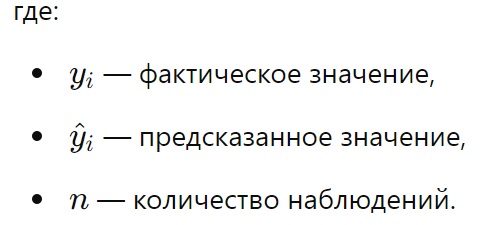 где:
• yᵢ — фактическое значение,
• ŷᵢ — предсказанное значение,
• n — количество наблюдений.